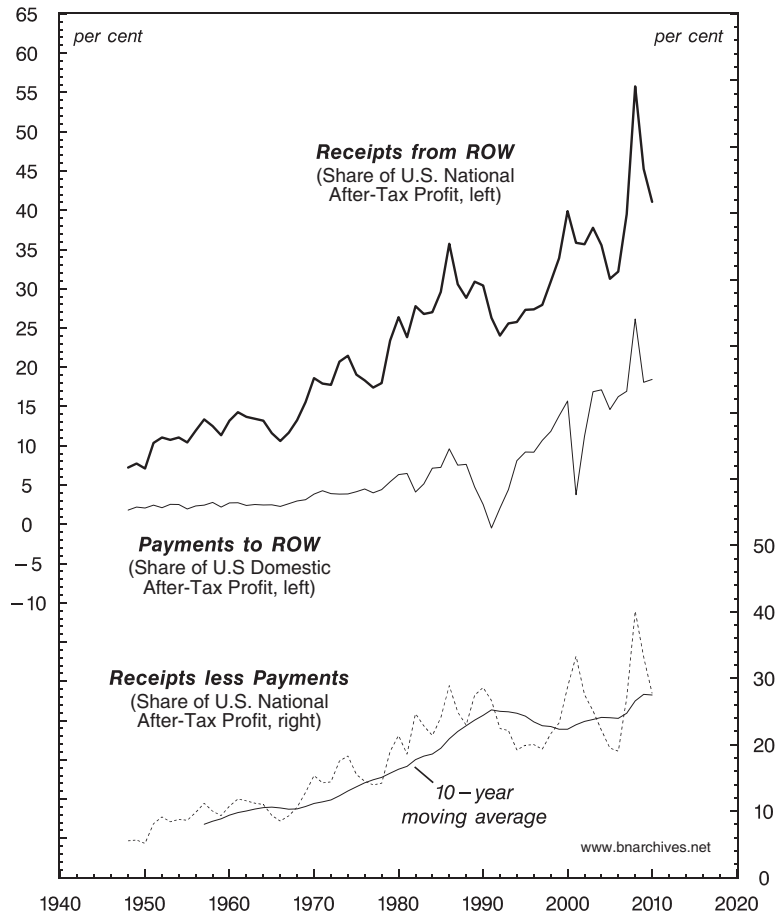 65
60
55
50
45
40
35
30
25
20
15
10
5
0
−5
−10
per cent
per cent
Receipts from ROW
(Share of U.S. National
After-Tax Profit, left)
Payments to ROW
(Share of U.S Domestic
After-Tax Profit, left)
Receipts less Payments
(Share of U.S. National
After-Tax Profit, right)
10−year
moving average
www.bnarchives.net
50
40
30
20
10
0
1940 1950 1960 1970 1980 1990 2000 2010 2020